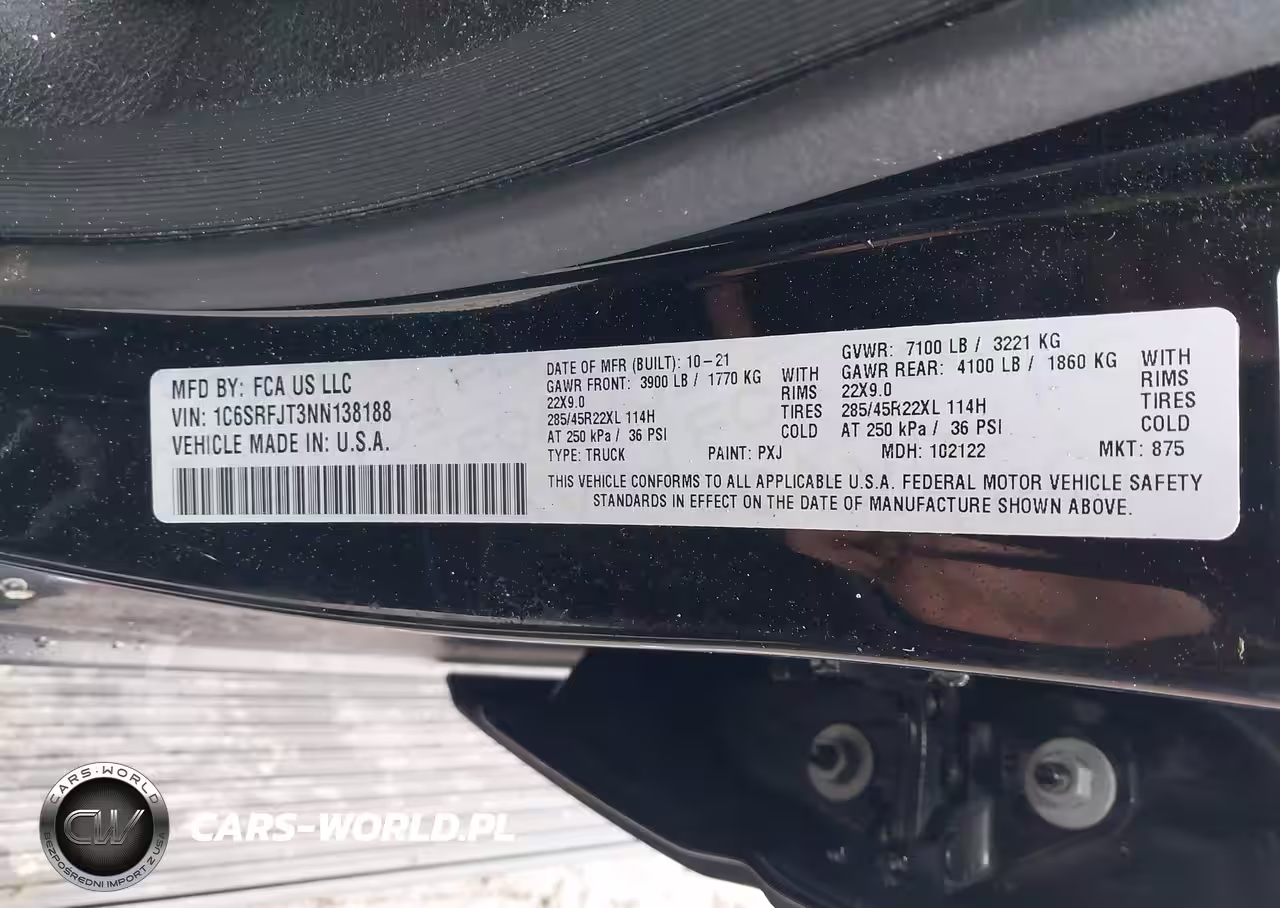 MFD BY: FCA US LLC
VIN: 1C6SRFJT3NN138188
VEHICLE MADE IN: U.S.A.
DATE OF MFR (BUILT): 10-21
GAWR FRONT: 3900 LB / 1770 KG WITH
22X9.0 RIMS
285/45R22XL 114H TIRES
AT 250 kPa / 36 PSI COLD
GVWR: 7100 LB / 3221 KG
GAWR REAR: 4100 LB / 1860 KG WITH
22X9.0 RIMS
285/45R22XL 114H TIRES
AT 250 kPa / 36 PSI COLD
TYPE: TRUCK PAINT: PXJ MDH: 102122 MKT: 875
THIS VEHICLE CONFORMS TO ALL APPLICABLE U.S.A. FEDERAL MOTOR VEHICLE SAFETY
STANDARDS IN EFFECT ON THE DATE OF MANUFACTURE SHOWN ABOVE.
CARS-WORLD
CW
BEZPOŚREDNI IMPORT Z USA
CARS-WORLD.PL